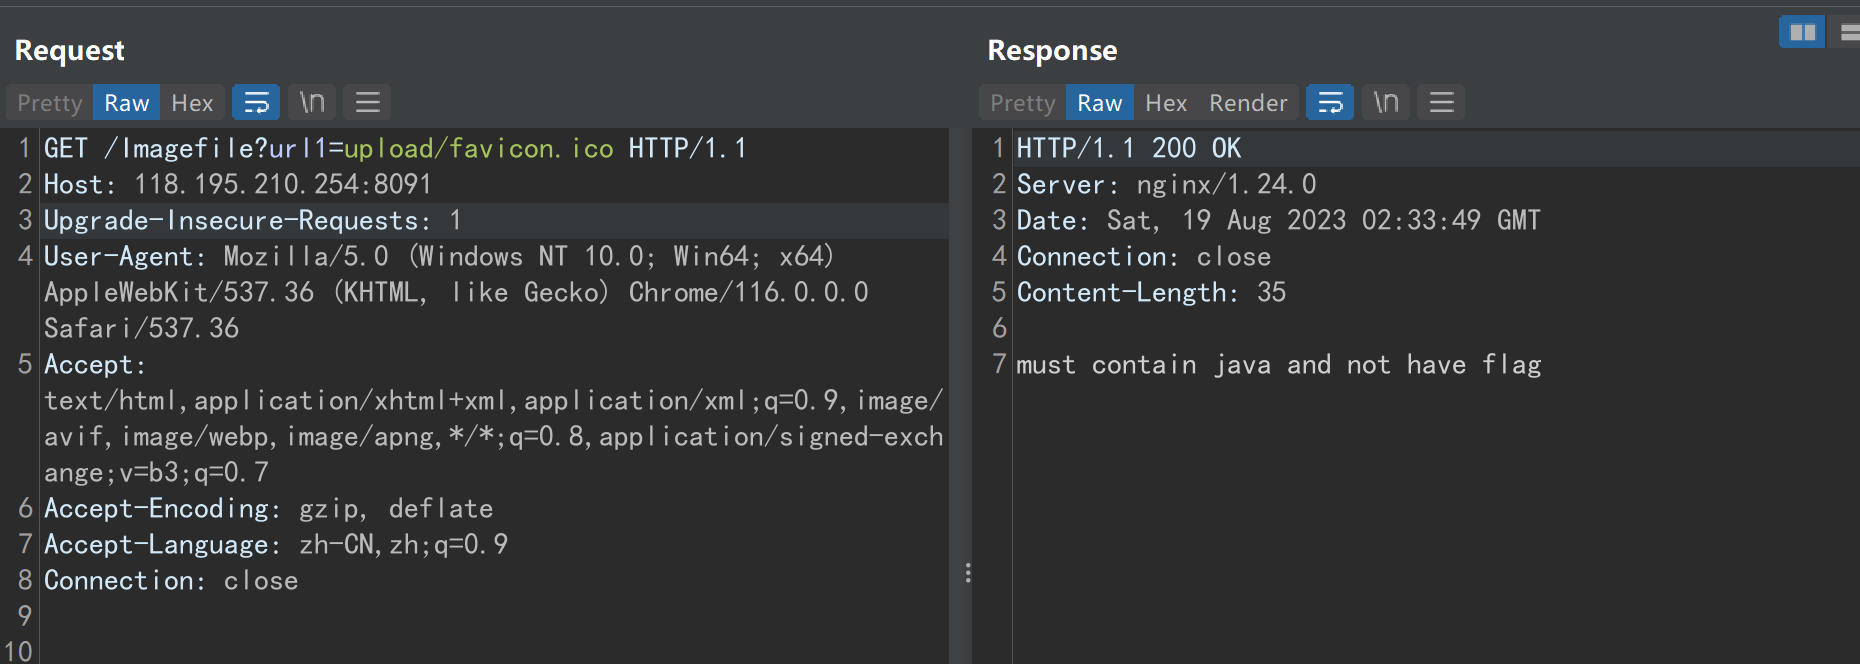 Request
Pretty Raw Hex \n
1 GET /Imagefile?url1=upload/favicon.ico HTTP/1.1
2 Host: 118.195.210.254:8091
3 Upgrade-Insecure-Requests: 1
4 User-Agent: Mozilla/5.0 (Windows NT 10.0; Win64; x64)
AppleWebKit/537.36 (KHTML, like Gecko) Chrome/116.0.0.0
Safari/537.36
5 Accept:
text/html,application/xhtml+xml,application/xml;q=0.9,image/
avif,image/webp,image/apng,*/*;q=0.8,application/signed-exch
ange;v=b3;q=0.7
6 Accept-Encoding: gzip, deflate
7 Accept-Language: zh-CN,zh;q=0.9
8 Connection: close
9
10
Response
Pretty Raw Hex Render \n
1 HTTP/1.1 200 OK
2 Server: nginx/1.24.0
3 Date: Sat, 19 Aug 2023 02:33:49 GMT
4 Connection: close
5 Content-Length: 35
6
7 must contain java and not have flag